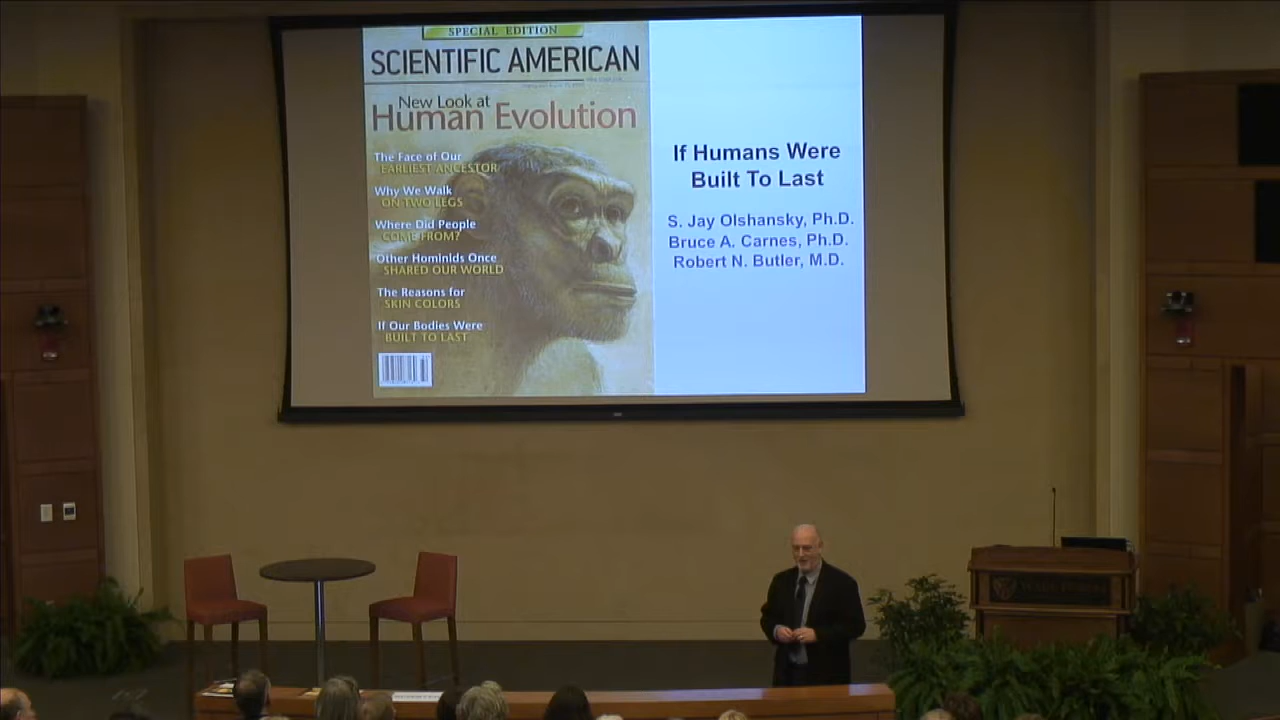 SPECIAL EDITION
SCIENTIFIC AMERICAN
New Look at
Human Evolution
The Face of Our
EARLIEST ANCESTOR
Why We Walk
ON TWO LEGS
Where Did People
COME FROM?
Other Hominids Once
SHARED OUR WORLD
The Reasons for
SKIN COLORS
If Our Bodies Were
BUILT TO LAST
If Humans Were
Built To Last
S. Jay Olshansky, Ph.D.
Bruce A. Carnes, Ph.D.
Robert N. Butler, M.D.